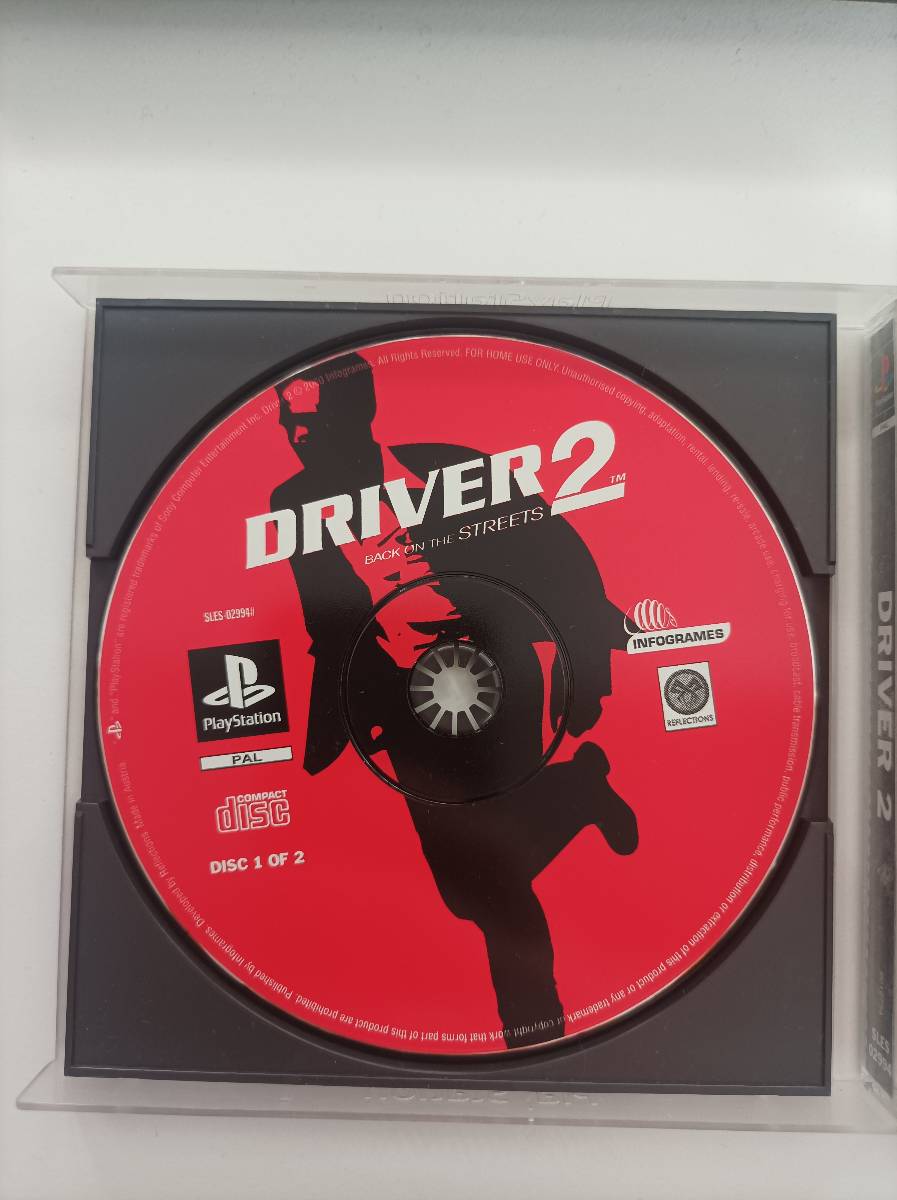 DRIVER 2™
BACK ON THE STREETS
SLES-02994#
PlayStation
PAL
COMPACT
disc
DISC 1 OF 2
INFOGRAMES
REFLECTIONS
" " and "PlayStation" are registered trademarks of Sony Computer Entertainment Inc. Driver 2 © 2000 Infogrames. All Rights Reserved. FOR HOME USE ONLY. Unauthorised copying, adaptation, rental, lending, re-sale, arcade use, charging for use, broadcast, cable transmission, public performance, distribution or extraction of this product or any trademark or copyright work that forms part of this product are prohibited. Published by Infogrames. Developed by Reflections. Made in Austria.
DRIVER 2
SLES
02994